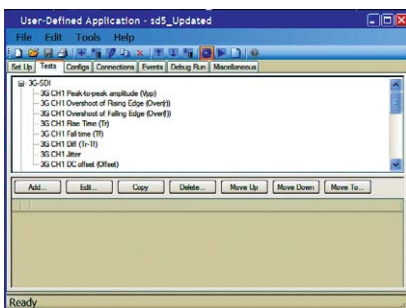 User-Defined Application - sd5_Updated
File Edit Tools Help
Set Up Tests Configs Connections Events Debug Run Miscellaneous
3G-SDI
3G CH1 Peak-to-peak amplitude (Vpp)
3G CH1 Overshoot of Rising Edge (Over(r))
3G CH1 Overshoot of Falling Edge (Over(f))
3G CH1 Rise Time (Tr)
3G CH1 Fall time (Tf)
3G CH1 Diff (Tr-Tf)
3G CH1 Jitter
3G CH1 DC offset (Offset)
Add... Edit... Copy Delete... Move Up Move Down Move To...
Ready